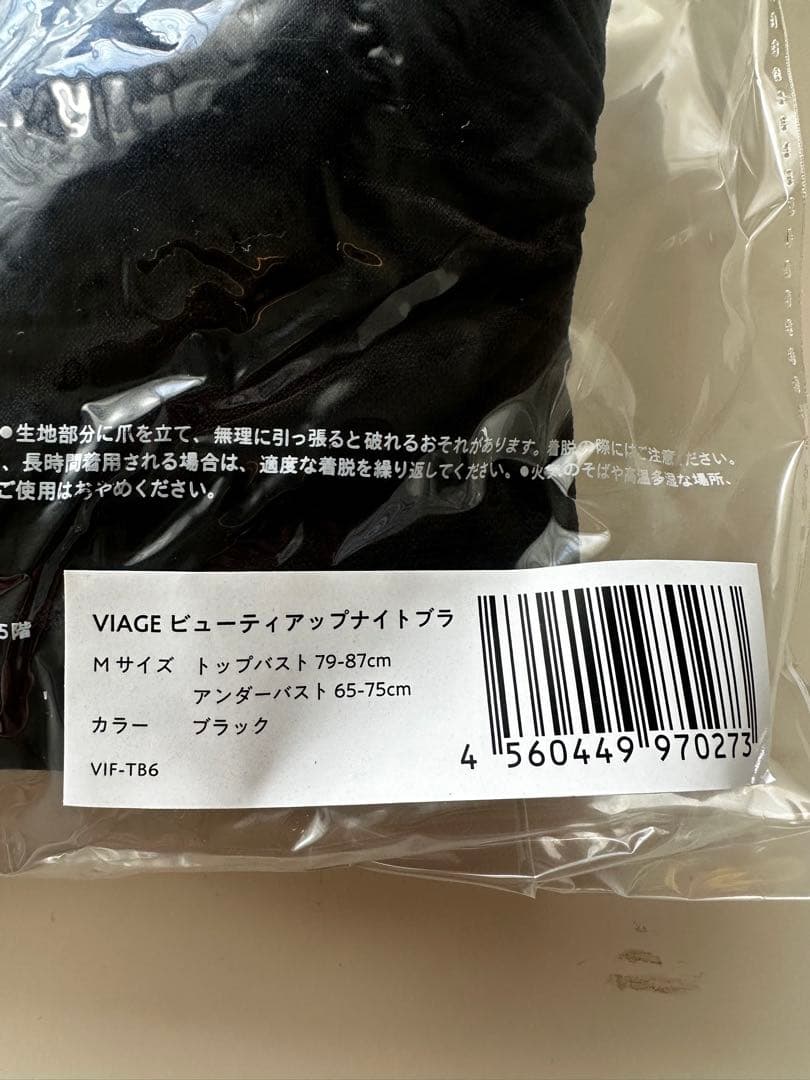 ●生地部分に爪を立て、無理に引っ張ると破れるおそれがあります。着脱の際にはご注意ください。
、長時間着用される場合は、適度な着脱を繰り返してください。●火気のそばや高温多湿な場所、
ご使用はおやめください。
5階
VIAGE ビューティアップナイトブラ
Mサイズ トップバスト 79-87cm
アンダーバスト 65-75cm
カラー ブラック
VIF-TB6
4 560449 970273